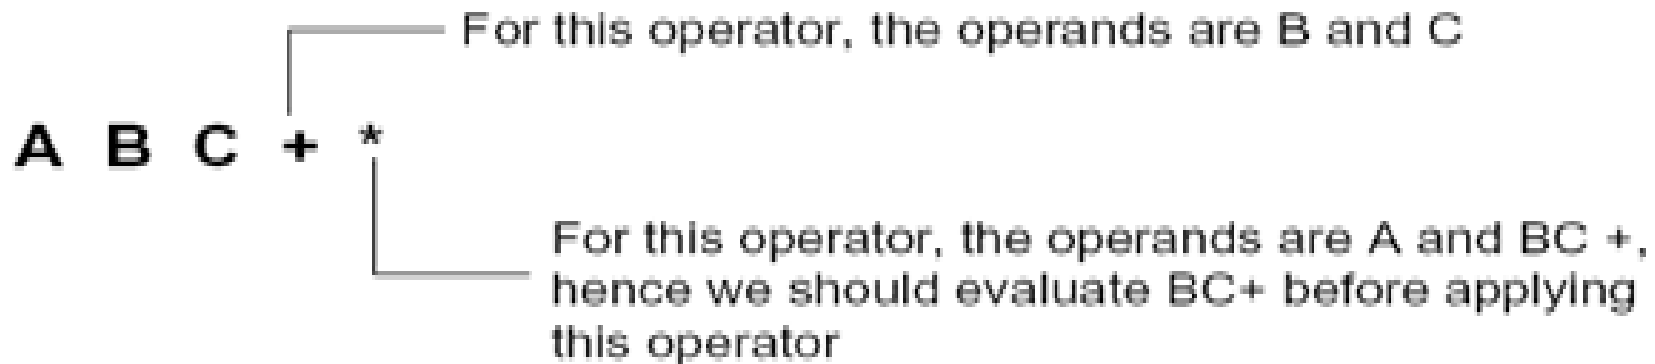 For this operator, the operands are B and C
A B C + *
For this operator, the operands are A and BC +,
hence we should evaluate BC+ before applying
this operator